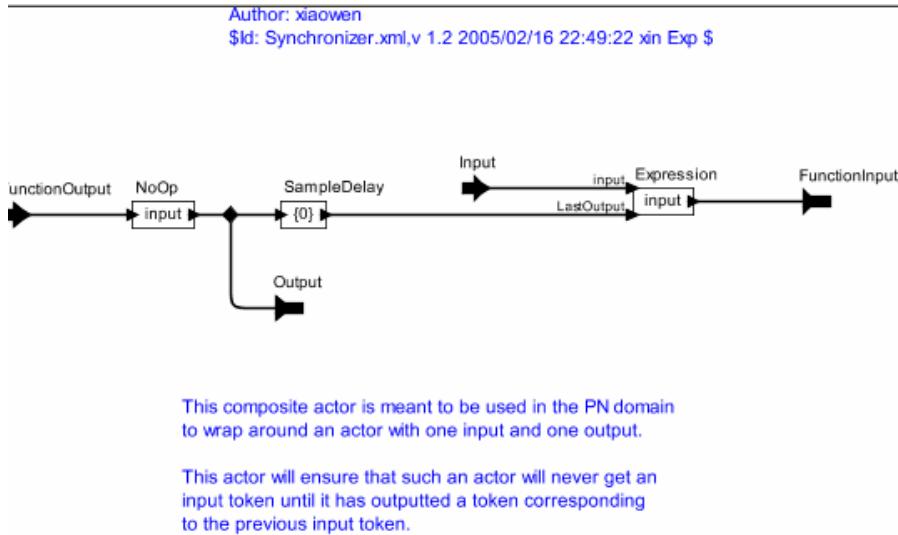 Author: xiaowen
$Id: Synchronizer.xml,v 1.2 2005/02/16 22:49:22 xin Exp $
Input
unctionOutput NoOp SampleDelay input Expression FunctionInput
input {0} LastOutput input
Output
This composite actor is meant to be used in the PN domain
to wrap around an actor with one input and one output.
This actor will ensure that such an actor will never get an
input token until it has outputted a token corresponding
to the previous input token.